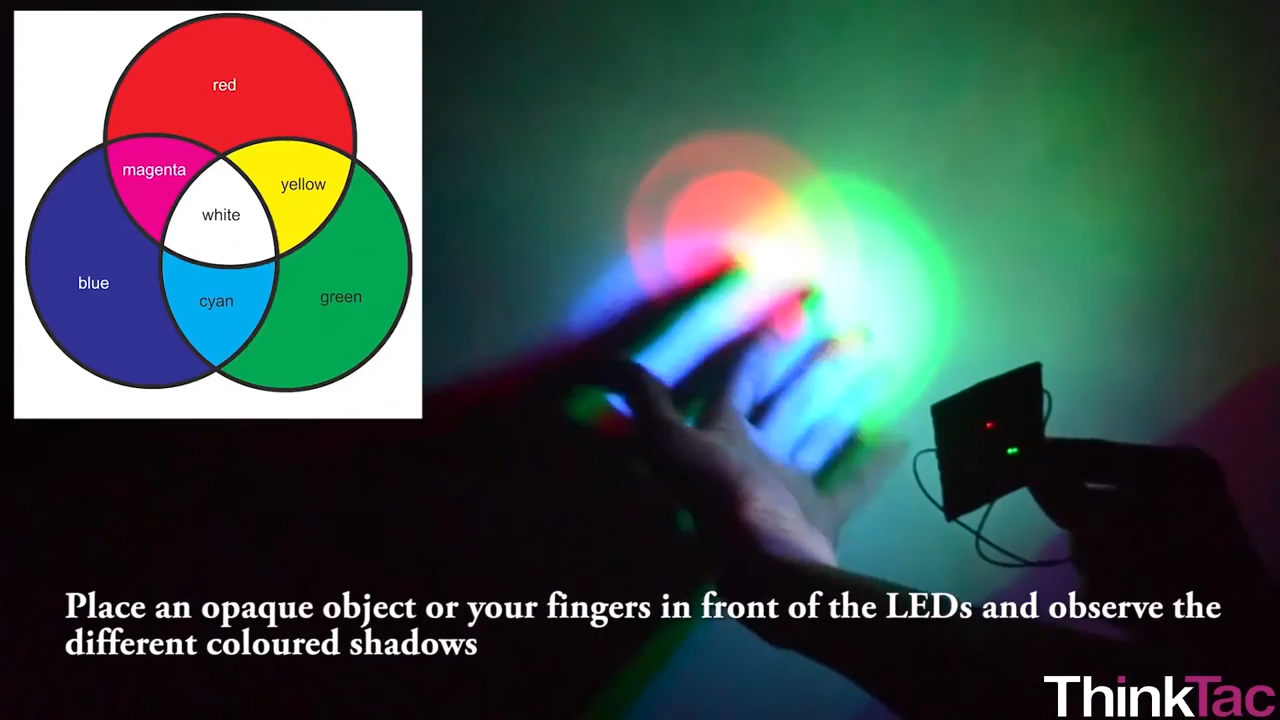 red
magenta
yellow
white
blue
cyan
green
Place an opaque object or your fingers in front of the LEDs and observe the
different coloured shadows
ThinkTac